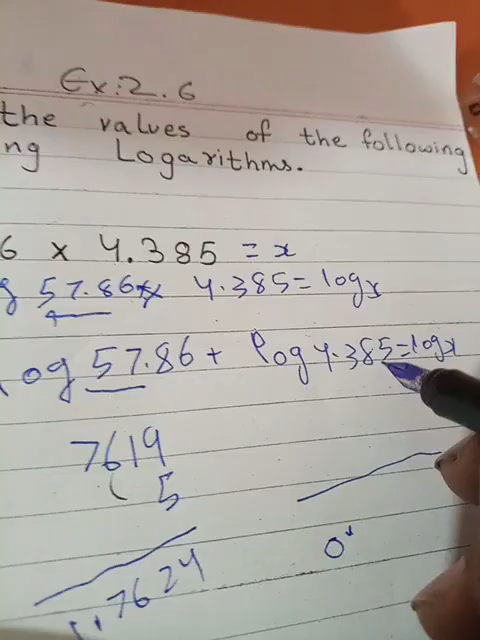 Ex:2.6
the values of the following
ng Logarithms.
6 x 4.385 = x
g 57.86 x 4.385 = log x
log 57.86 + log 4.385 = log x
7619
5
7624
0